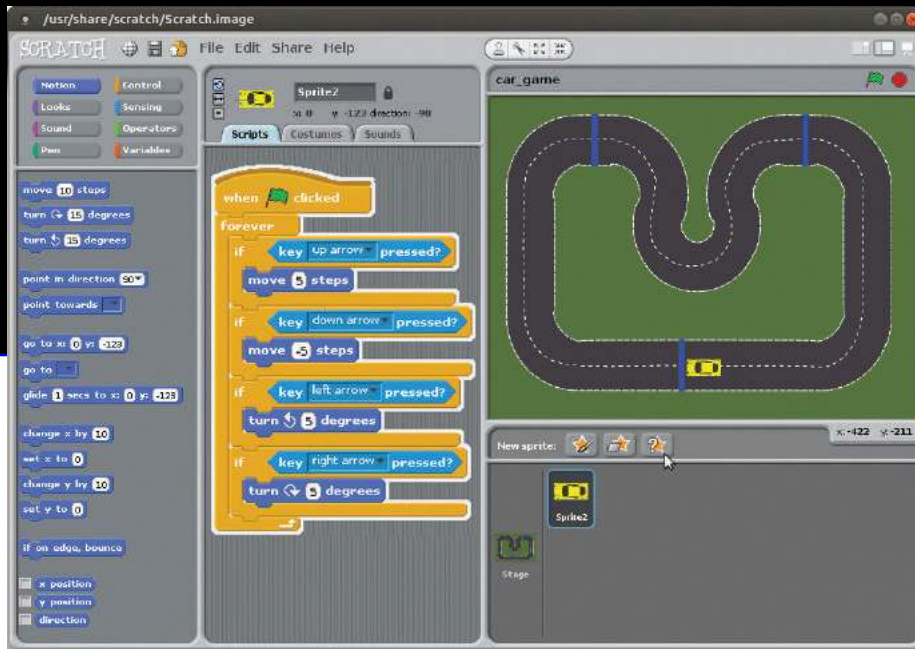 /usr/share/scratch/Scratch.image
SCRATCH File Edit Share Help
Motion Control
Looks Sensing
Sound Operators
Pen Variables
move 10 steps
turn 15 degrees
turn 15 degrees
point in direction 90
point towards
go to x: 0 y: -123
go to
glide 1 secs to x: 0 y: -123
change x by 10
set x to 0
change y by 10
set y to 0
if on edge, bounce
x position
y position
direction
Sprite2
x: 0 y: -123 direction: -90
Scripts Costumes Sounds
when clicked
forever
if key up arrow pressed?
move 5 steps
if key down arrow pressed?
move -5 steps
if key left arrow pressed?
turn 5 degrees
if key right arrow pressed?
turn 5 degrees
car_game
x: -422 y: -211
New sprite:
Sprite2
Stage